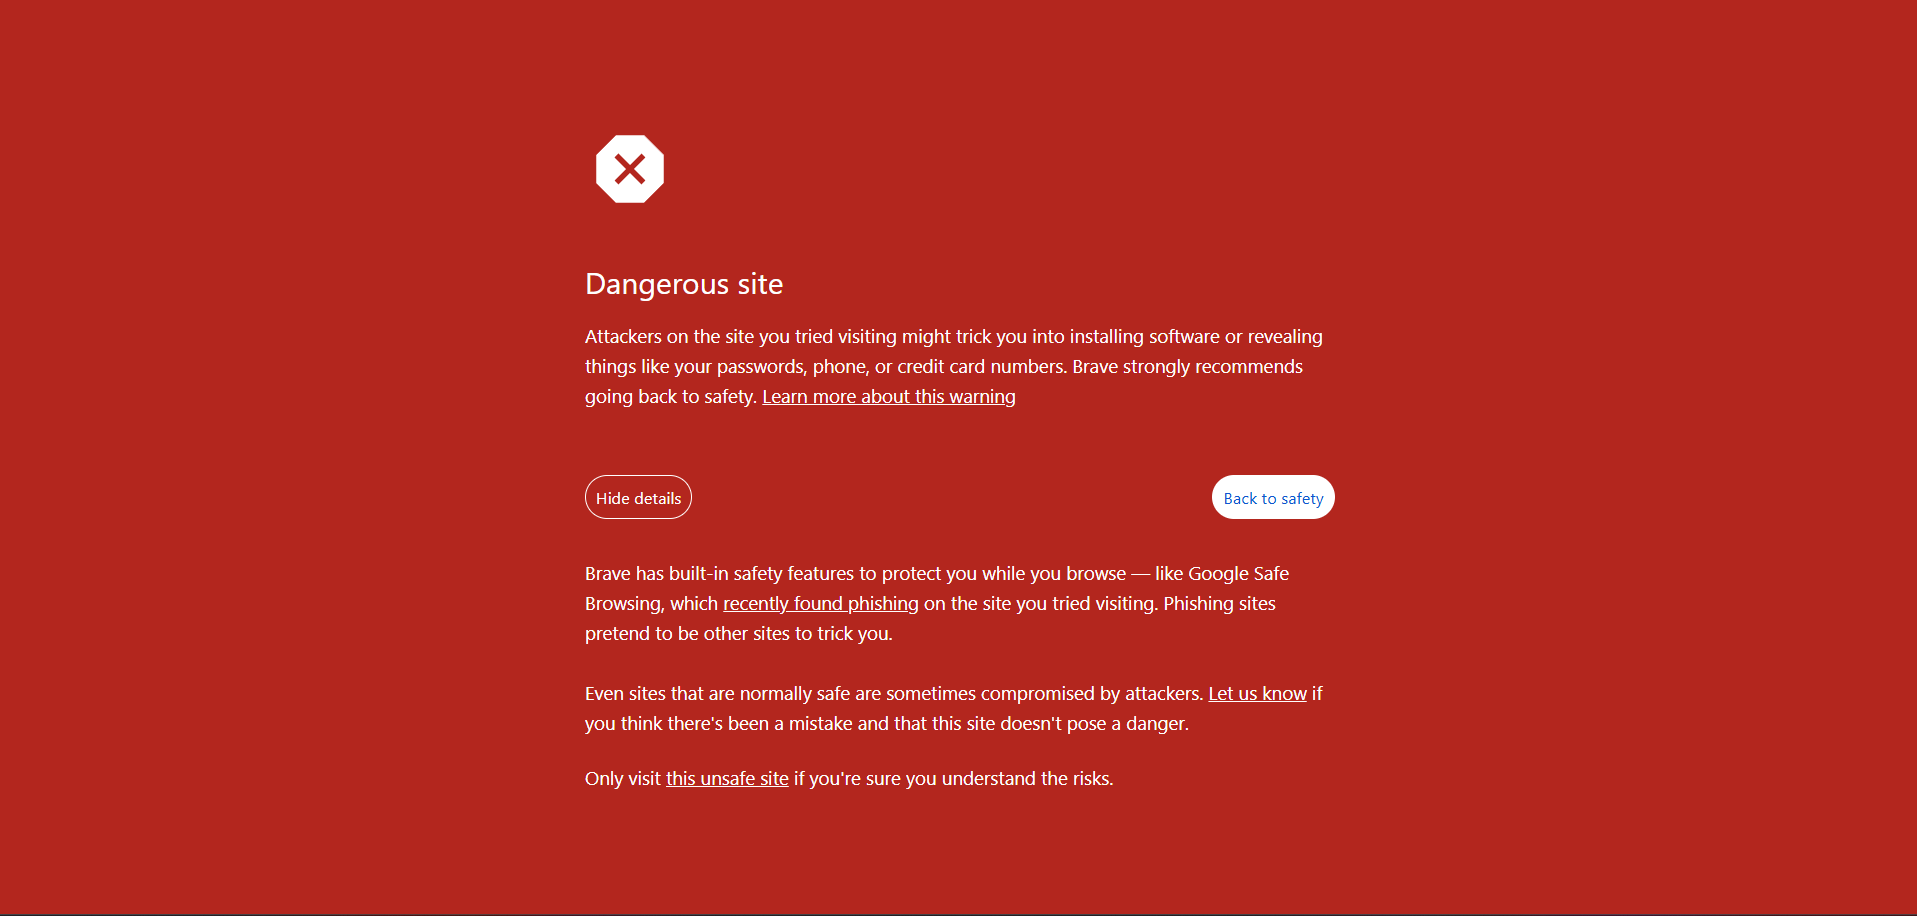 Dangerous site
Attackers on the site you tried visiting might trick you into installing software or revealing
things like your passwords, phone, or credit card numbers. Brave strongly recommends
going back to safety. Learn more about this warning
Hide details
Back to safety
Brave has built-in safety features to protect you while you browse — like Google Safe
Browsing, which recently found phishing on the site you tried visiting. Phishing sites
pretend to be other sites to trick you.
Even sites that are normally safe are sometimes compromised by attackers. Let us know if
you think there's been a mistake and that this site doesn't pose a danger.
Only visit this unsafe site if you're sure you understand the risks.